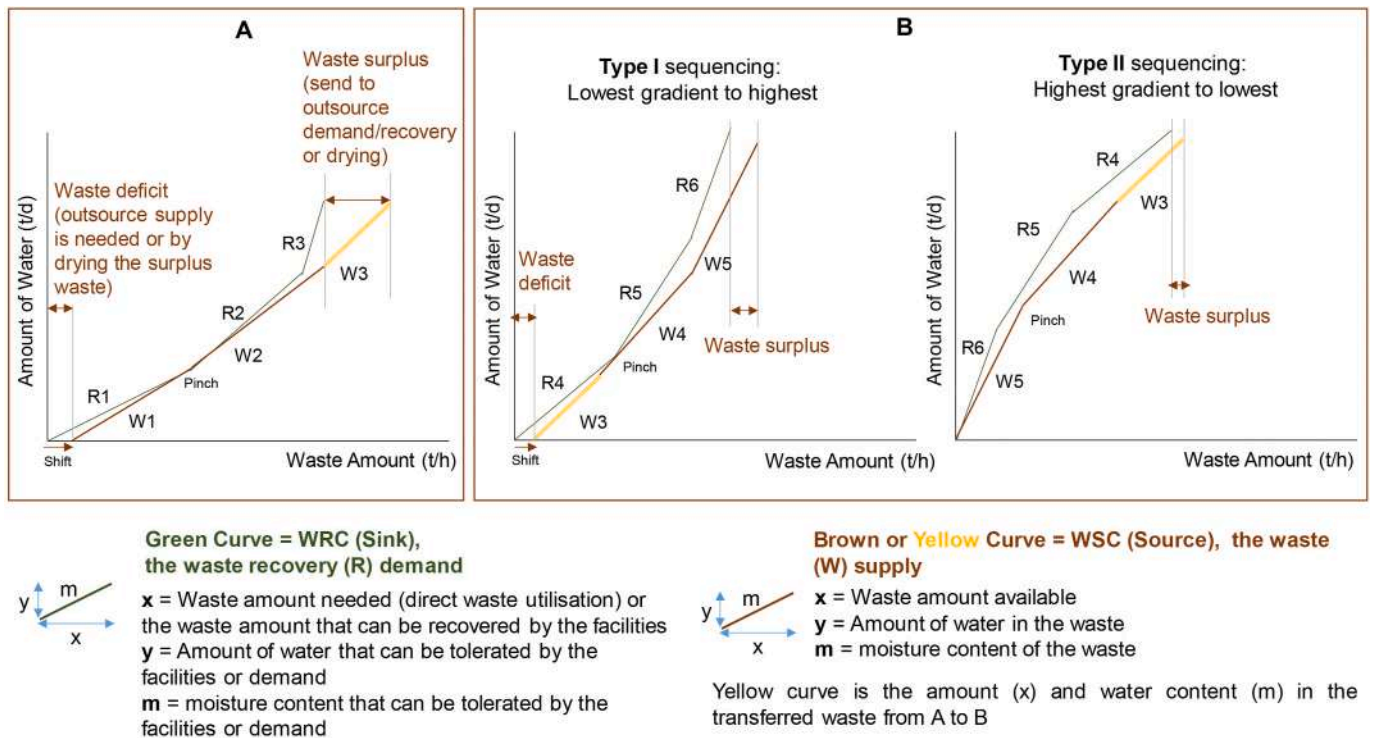 A
Waste surplus
(send to
outsource
demand/recovery
or drying)
Waste deficit
(outsource supply
is needed or by
drying the surplus
waste)
Amount of Water (t/d)
R3
W3
R2
W2
Pinch
R1
W1
Shift
Waste Amount (t/h)
B
Type I sequencing:
Lowest gradient to highest
Amount of Water (t/d)
R6
W5
Waste
deficit
R5
W4
Waste surplus
R4
Pinch
W3
Shift
Waste Amount (t/h)
Type II sequencing:
Highest gradient to lowest
Amount of Water (t/d)
R4
W3
R5
W4
Pinch
Waste surplus
R6
W5
Waste Amount (t/h)
Green Curve = WRC (Sink),
the waste recovery (R) demand
y
m
x
x = Waste amount needed (direct waste utilisation) or
the waste amount that can be recovered by the facilities
y = Amount of water that can be tolerated by the
facilities or demand
m = moisture content that can be tolerated by the
facilities or demand
Brown or Yellow Curve = WSC (Source), the waste
(W) supply
y
m
x
x = Waste amount available
y = Amount of water in the waste
m = moisture content of the waste
Yellow curve is the amount (x) and water content (m) in the
transferred waste from A to B